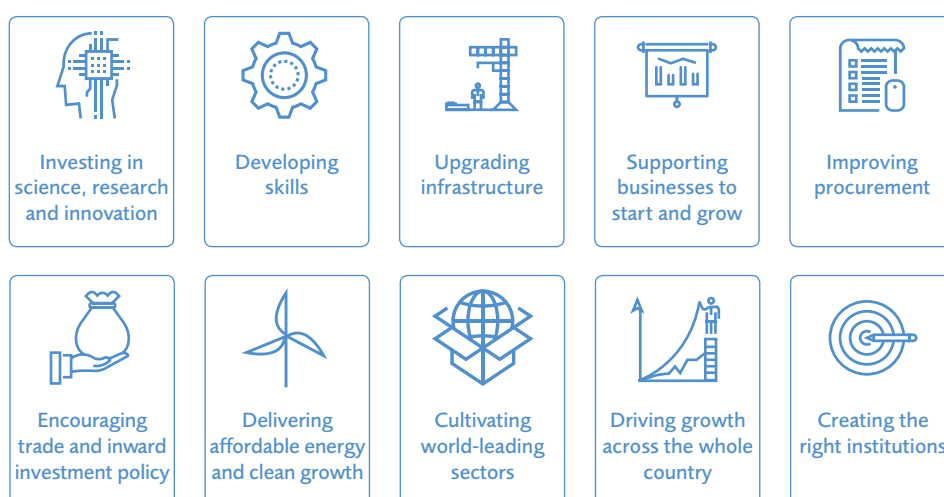 Investing in
science, research
and innovation
Developing
skills
Upgrading
infrastructure
Supporting
businesses to
start and grow
Improving
procurement
Encouraging
trade and inward
investment policy
Delivering
affordable energy
and clean growth
Cultivating
world-leading
sectors
Driving growth
across the whole
country
Creating the
right institutions